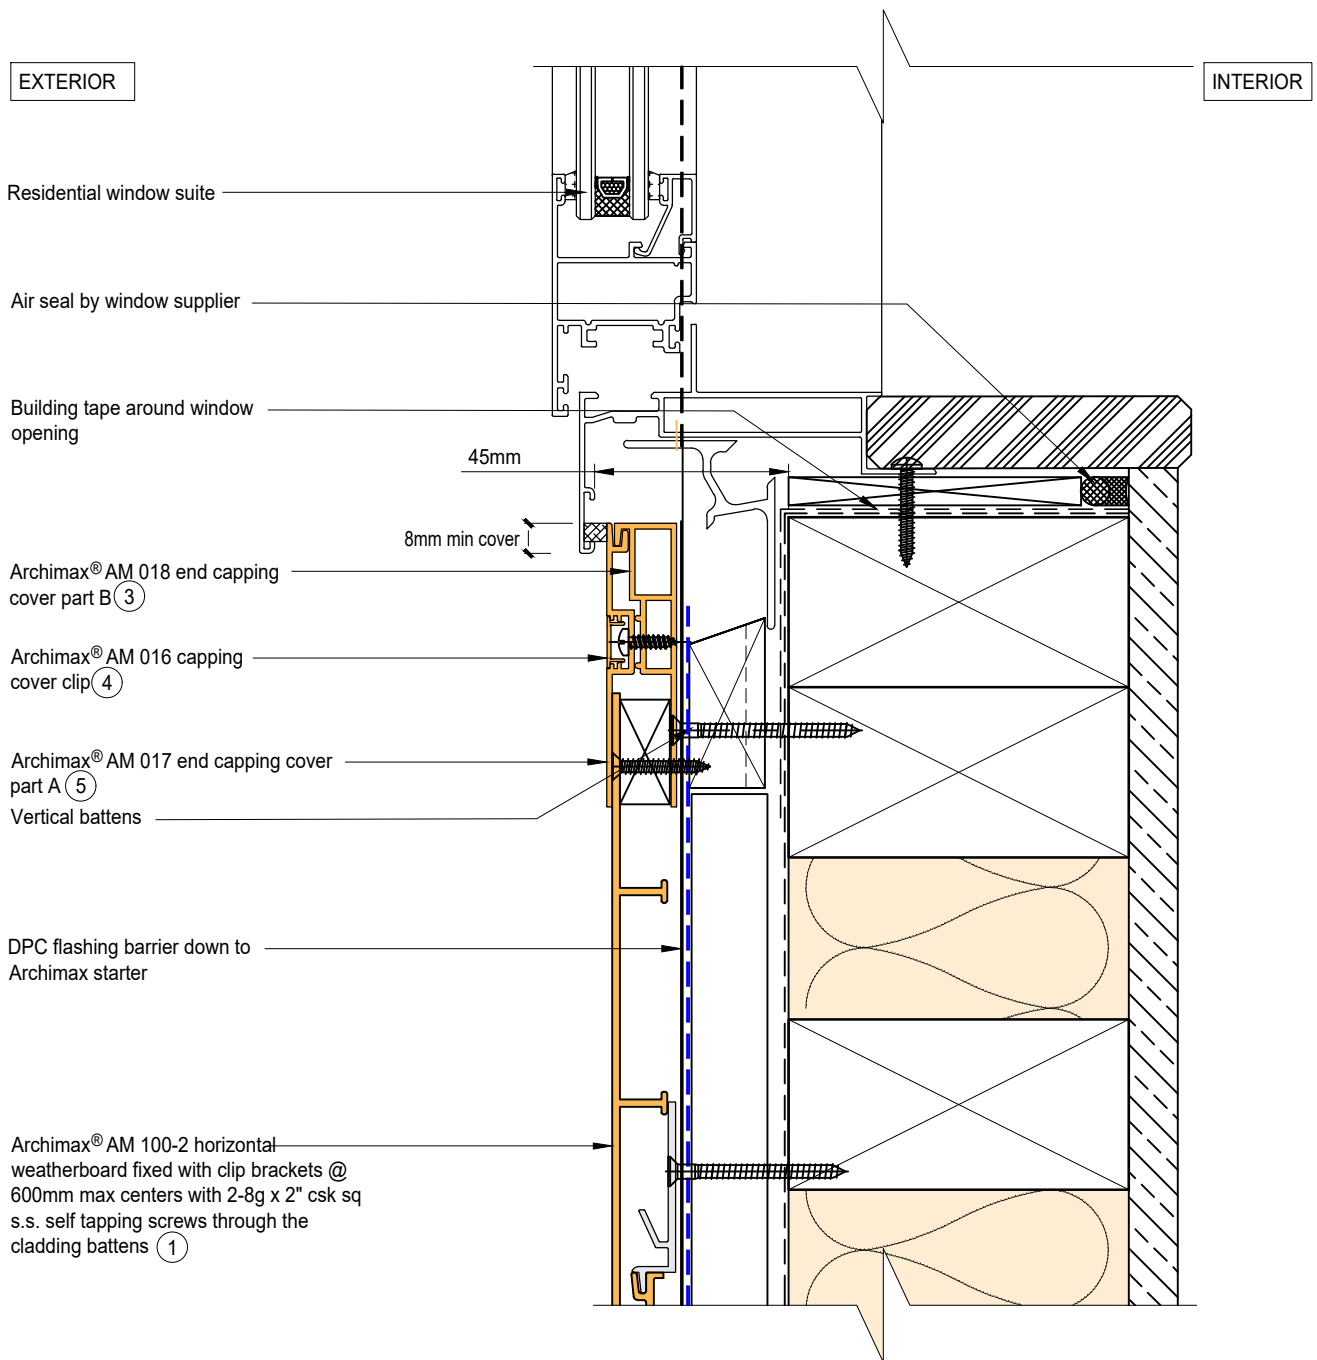 EXTERIOR
INTERIOR
Residential window suite
Air seal by window supplier
Building tape around window
opening
45mm
8mm min cover
Archimax® AM 018 end capping
cover part B 3
Archimax® AM 016 capping
cover clip 4
Archimax® AM 017 end capping cover
part A 5
Vertical battens
DPC flashing barrier down to
Archimax starter
Archimax® AM 100-2 horizontal
weatherboard fixed with clip brackets @
600mm max centers with 2-8g x 2" csk sq
s.s. self tapping screws through the
cladding battens 1